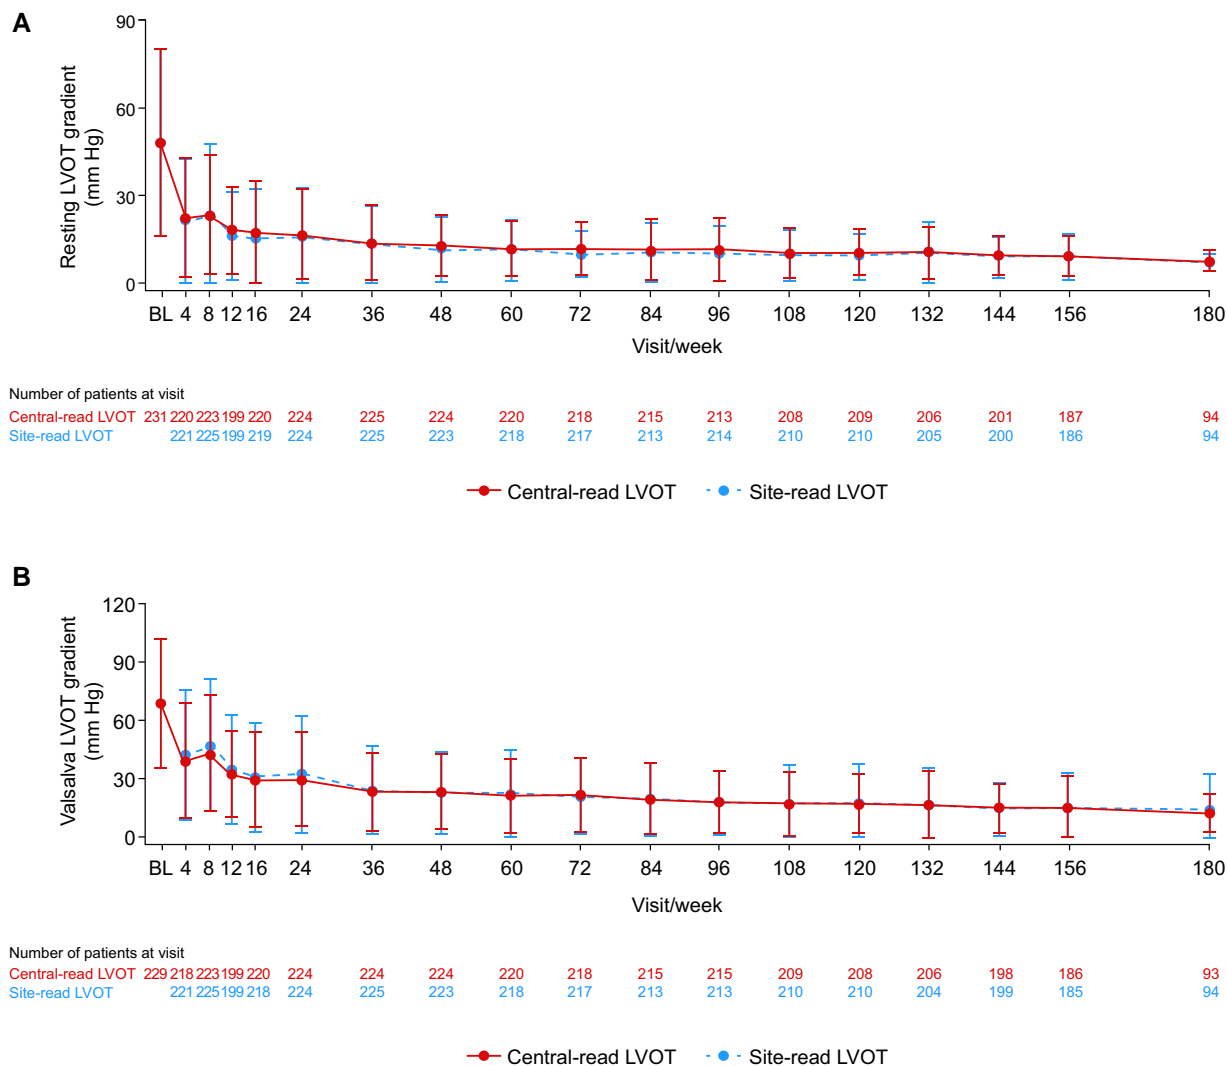 A
Resting LVOT gradient
(mm Hg)
90
60
30
0
BL 4 8 12 16 24 36 48 60 72 84 96 108 120 132 144 156 180
Visit/week
Number of patients at visit
Central-read LVOT 231 220 223 199 220 224 225 224 220 218 215 213 208 209 206 201 187 94
Site-read LVOT 221 225 199 219 224 225 223 218 217 213 214 210 210 205 200 186 94
Central-read LVOT Site-read LVOT
B
Valsalva LVOT gradient
(mm Hg)
120
90
60
30
0
BL 4 8 12 16 24 36 48 60 72 84 96 108 120 132 144 156 180
Visit/week
Number of patients at visit
Central-read LVOT 229 218 223 199 220 224 224 224 220 218 215 215 209 208 206 198 186 93
Site-read LVOT 221 225 199 218 224 225 223 218 217 213 213 210 210 204 199 185 94
Central-read LVOT Site-read LVOT